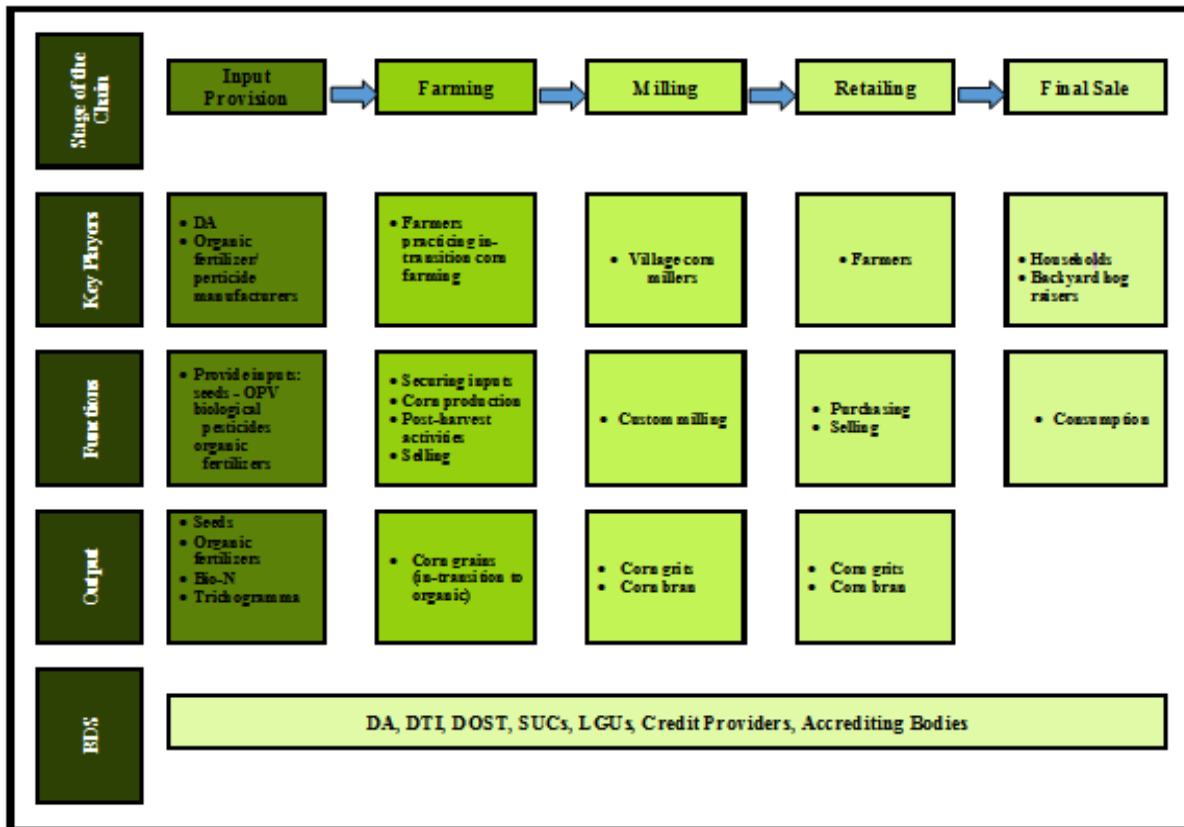 Stage of the
Chain
Input
Provision
Farming
Milling
Retailing
Final Sale
Key Players
• DA
• Organic
fertilizer/
perticide
manufacturers
• Farmers
practicing in-
transition corn
farming
• Village corn
millers
• Farmers
• Households
• Backyard hog
raisers
Functions
• Provide inputs:
seeds - OPV
biological
pesticides
organic
fertilizers
• Securing inputs
• Corn production
• Post-harvest
activities
• Selling
• Custom milling
• Purchasing
• Selling
• Consumption
Output
• Seeds
• Organic
fertilizers
• Bio-N
• Trichogramma
• Corn grains
(in-transition to
organic)
• Corn grits
• Corn bran
• Corn grits
• Corn bran
BDS
DA, DTI, DOST, SUCs, LGUs, Credit Providers, Accrediting Bodies